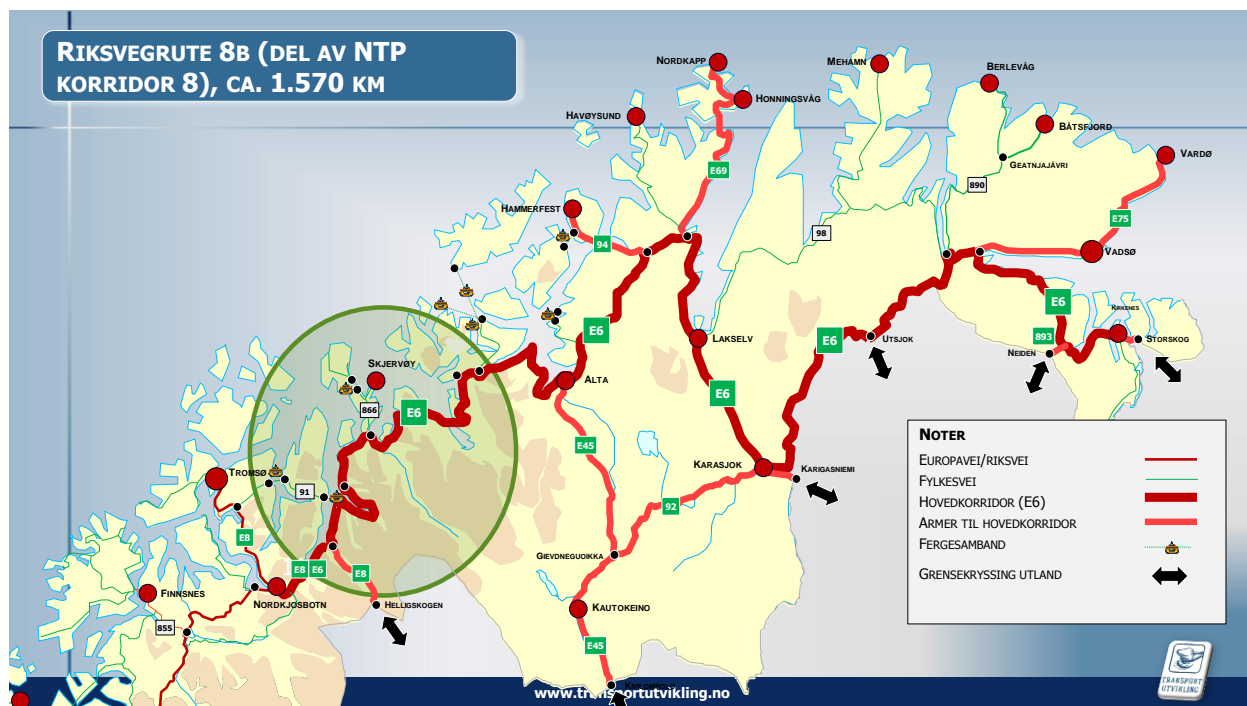 RIKSVEGRUTE 8B (DEL AV NTP
KORRIDOR 8), CA. 1.570 KM
NORDKAPP
MEHAMN
BERLEVÅG
HONNINGSVÅG
HAVØYSUND
BÅTSFJORD
VARDØ
GEATNJAJÁVRI
E69
890
HAMMERFEST
E75
94
98
VADSØ
E6
E6
KIRKENES
LAKSELV
E6
UTSJOK
893
STORSKOG
NEIDEN
SKJERVØY
ALTA
866
E6
E6
NOTER
EUROPAVEI/RIKSVEI
FYLKESVEI
HOVEDKORRIDOR (E6)
ARMER TIL HOVEDKORRIDOR
FERGESAMBAND
GRENSEKRYSSING UTLAND
E45
TROMSØ
KARASJOK
KARIGASNIEMI
91
92
E8
GIEVDNEGUOIKKA
E8 E6
E8
FINNSNES
NORDKJOSBOTN
HELLIGSKOGEN
KAUTOKEINO
855
E45
www.transportutvikling.no
TRANSPORT
UTVIKLING